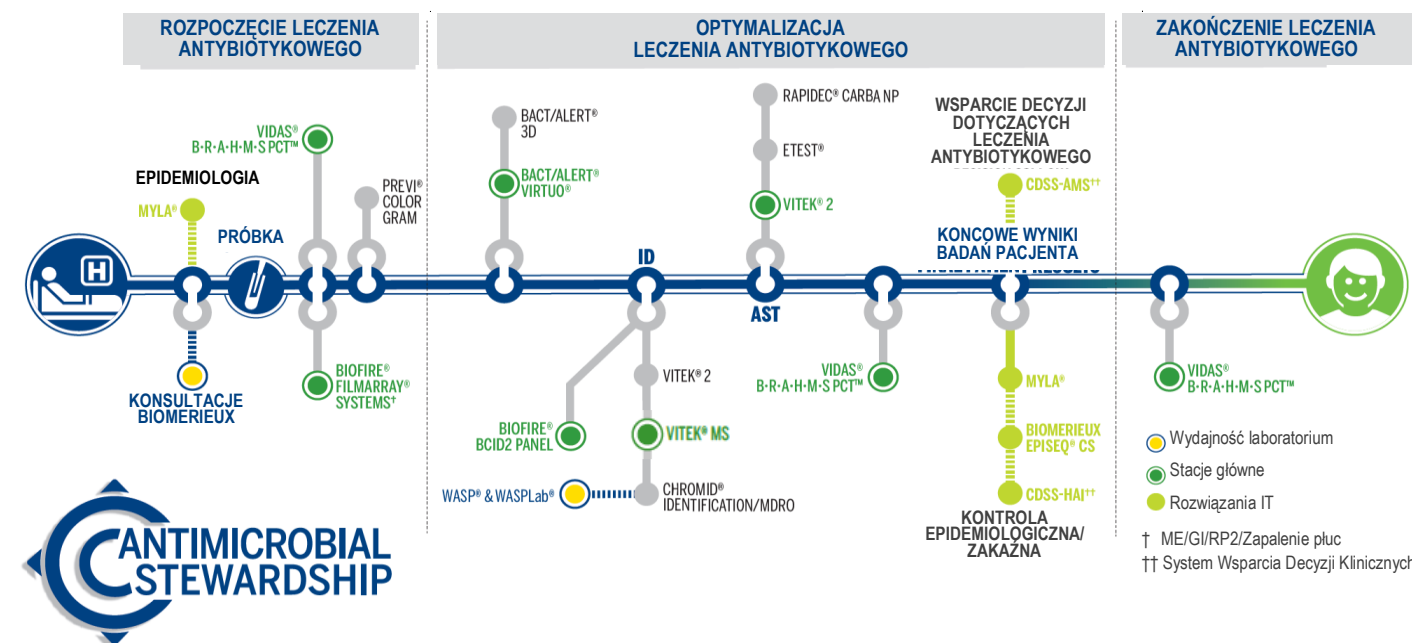 ROZPOCZĘCIE LECZENIA
ANTYBIOTYKOWEGO
OPTYMALIZACJA
LECZENIA ANTYBIOTYKOWEGO
ZAKOŃCZENIE LECZENIA
ANTYBIOTYKOWEGO
VIDAS®
B·R·A·H·M·S PCT™
EPIDEMIOLOGIA
MYLA®
PRÓBKA
PREVI®
COLOR
GRAM
H
KONSULTACJE
BIOMERIEUX
BIOFIRE®
FILMARRAY®
SYSTEMS†
BACT/ALERT®
3D
BACT/ALERT®
VIRTUO®
ID
BIOFIRE®
BCID2 PANEL
VITEK® 2
VITEK® MS
WASP® & WASPLab®
CHROMID®
IDENTIFICATION/MDRO
RAPIDEC® CARBA NP
ETEST®
VITEK® 2
AST
VIDAS®
B·R·A·H·M·S PCT™
WSPARCIE DECYZJI
DOTYCZĄCYCH
LECZENIA
ANTYBIOTYKOWEGO
CDSS-AMS††
KONCOWE WYNIKI
BADAŃ PACJENTA
MYLA®
BIOMERIEUX
EPISEQ® CS
CDSS-HAI††
KONTROLA
EPIDEMIOLOGICZNA/
ZAKAŹNA
VIDAS®
B·R·A·H·M·S PCT™
Wydajność laboratorium
Stacje główne
Rozwiązania IT
† ME/GI/RP2/Zapalenie płuc
†† System Wsparcia Decyzji Klinicznych
ANTIMICROBIAL
STEWARDSHIP